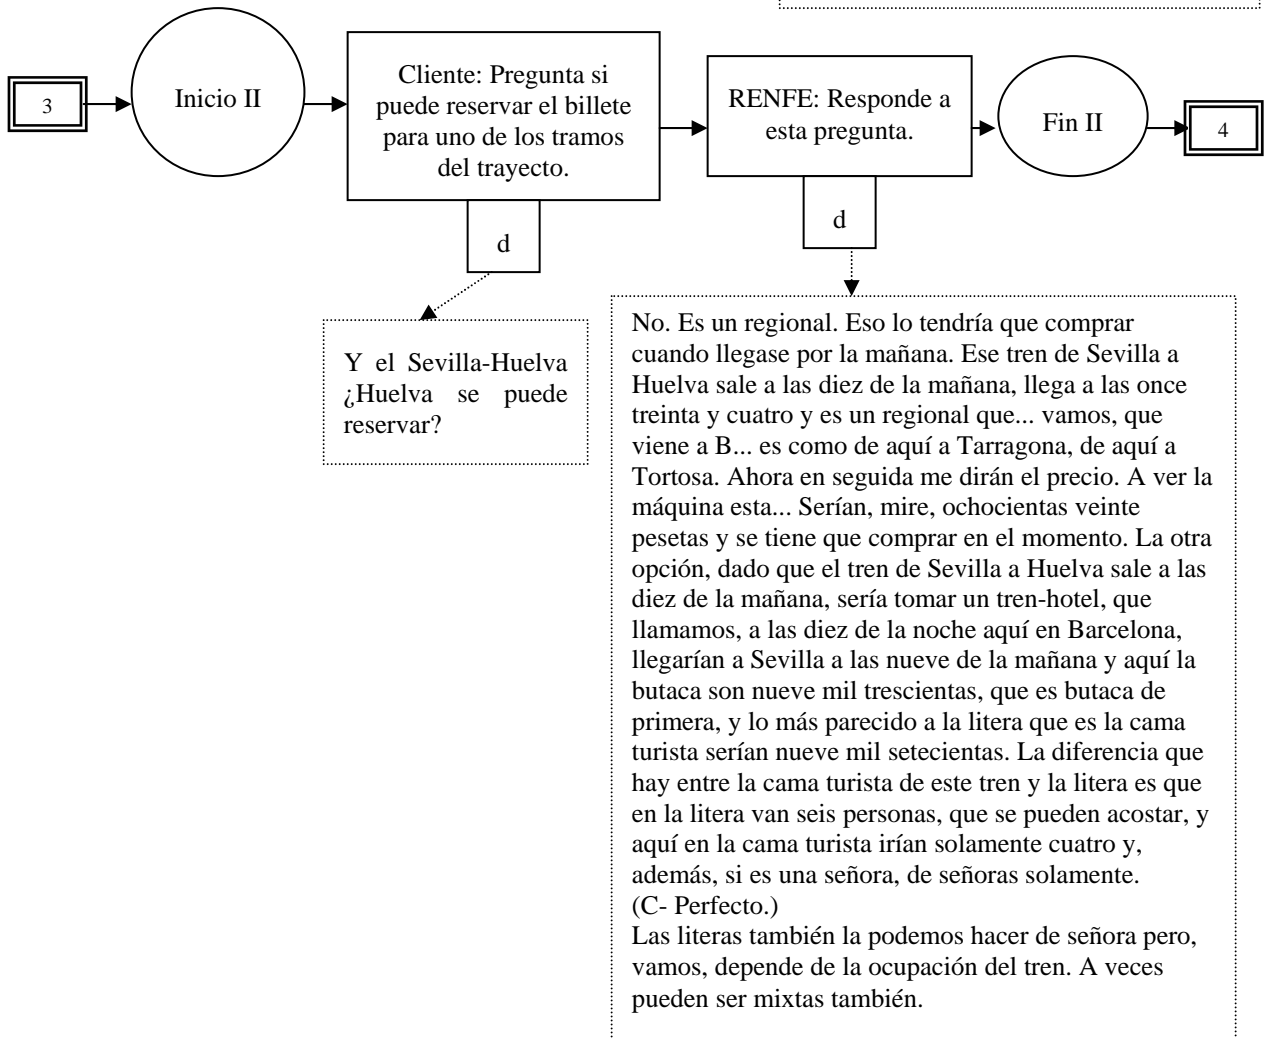 3
Inicio II
Cliente: Pregunta si
puede reservar el billete
para uno de los tramos
del trayecto.
d
RENFE: Responde a
esta pregunta.
d
Fin II
4
Y el Sevilla-Huelva
¿Huelva se puede
reservar?
No. Es un regional. Eso lo tendría que comprar
cuando llegase por la mañana. Ese tren de Sevilla a
Huelva sale a las diez de la mañana, llega a las once
treinta y cuatro y es un regional que... vamos, que
viene a B... es como de aquí a Tarragona, de aquí a
Tortosa. Ahora en seguida me dirán el precio. A ver la
máquina esta... Serían, mire, ochocientas veinte
pesetas y se tiene que comprar en el momento. La otra
opción, dado que el tren de Sevilla a Huelva sale a las
diez de la mañana, sería tomar un tren-hotel, que
llamamos, a las diez de la noche aquí en Barcelona,
llegarían a Sevilla a las nueve de la mañana y aquí la
butaca son nueve mil trescientas, que es butaca de
primera, y lo más parecido a la litera que es la cama
turista serían nueve mil setecientas. La diferencia que
hay entre la cama turista de este tren y la litera es que
en la litera van seis personas, que se pueden acostar, y
aquí en la cama turista irían solamente cuatro y,
además, si es una señora, de señoras solamente.
(C- Perfecto.)
Las literas también la podemos hacer de señora pero,
vamos, depende de la ocupación del tren. A veces
pueden ser mixtas también.